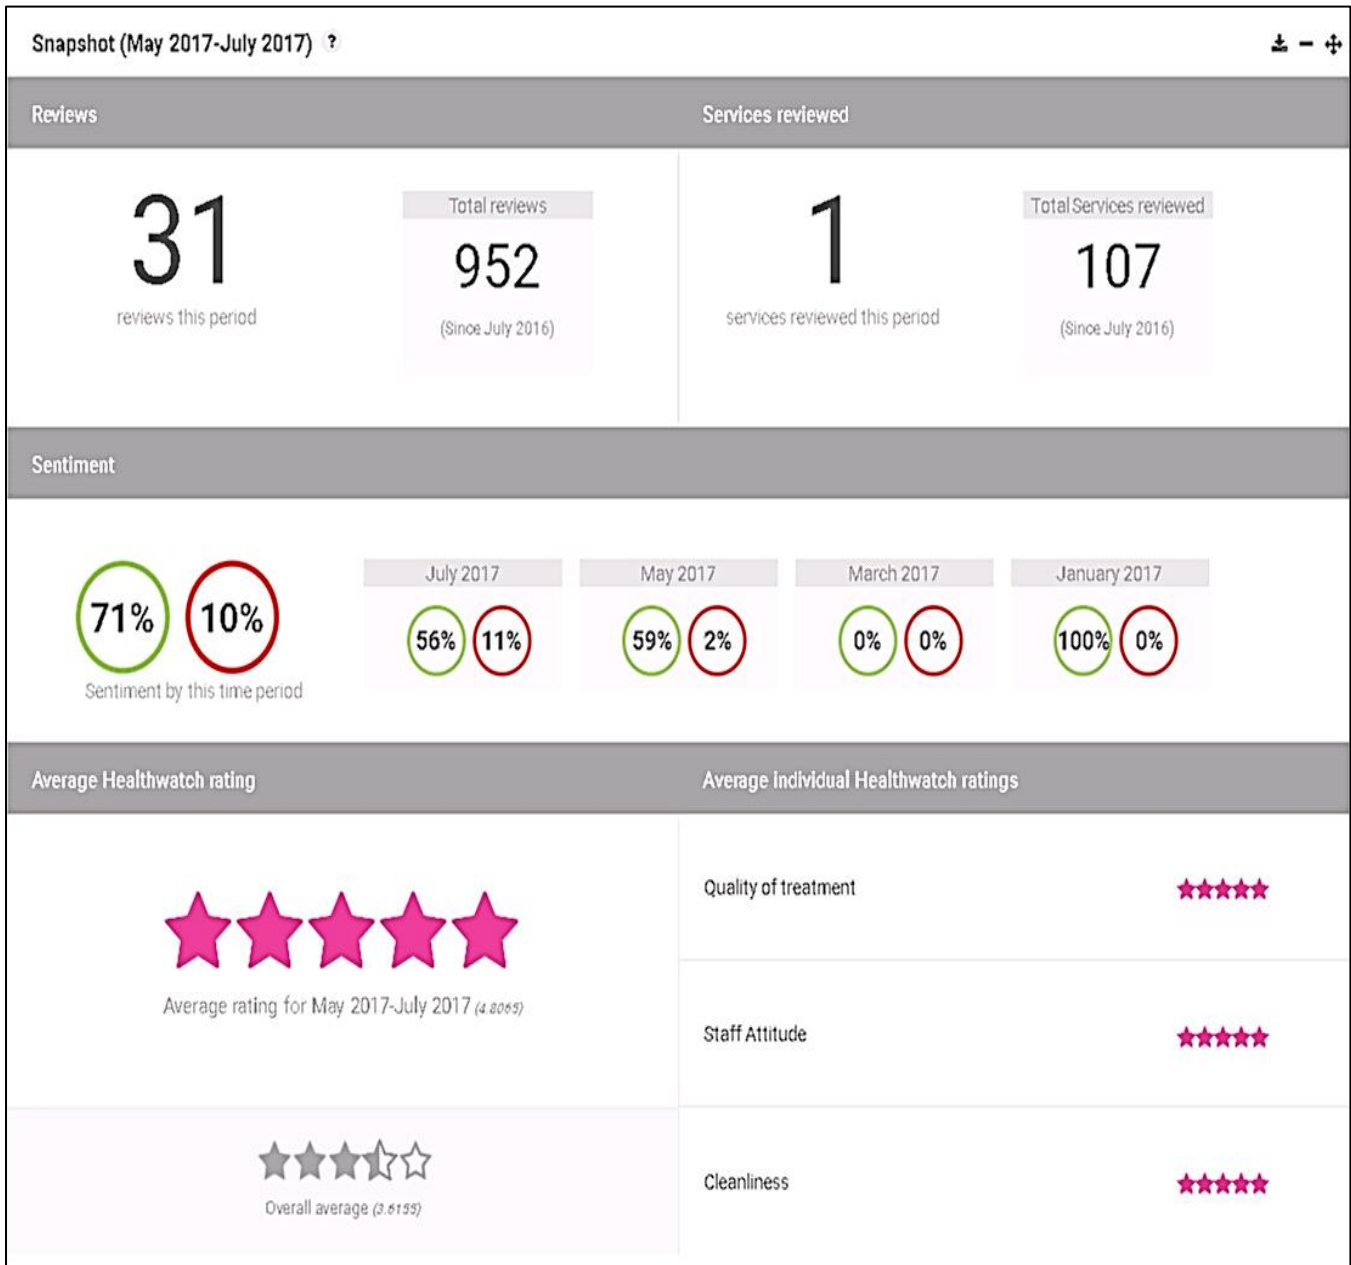 Snapshot (May 2017-July 2017) ?
Reviews
Services reviewed
31
reviews this period
Total reviews
952
(Since July 2016)
1
services reviewed this period
Total Services reviewed
107
(Since July 2016)
Sentiment
71% 10%
Sentiment by this time period
July 2017
56% 11%
May 2017
59% 2%
March 2017
0% 0%
January 2017
100% 0%
Average Healthwatch rating
Average rating for May 2017-July 2017 (4.8065)
Overall average (3.6155)
Average individual Healthwatch ratings
Quality of treatment
Staff Attitude
Cleanliness